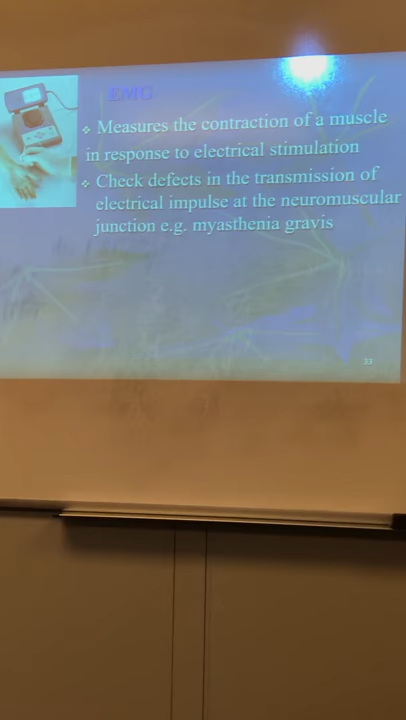 EMG
❖ Measures the contraction of a muscle
in response to electrical stimulation
❖ Check defects in the transmission of
electrical impulse at the neuromuscular
junction e.g. myasthenia gravis
33